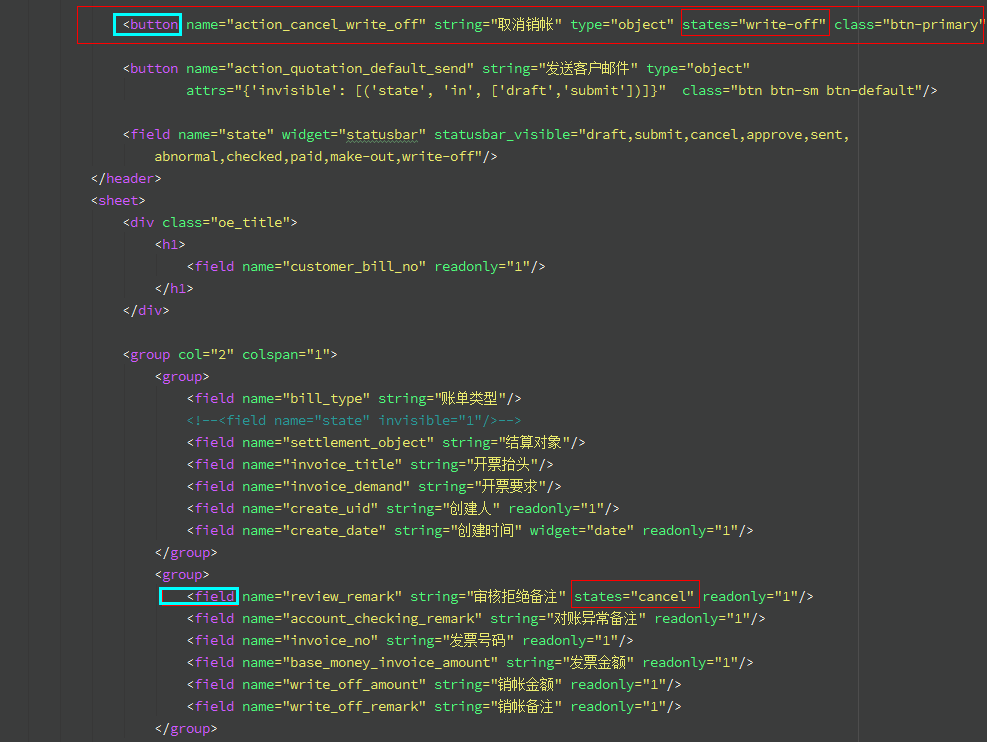 <button name="action_cancel_write_off" string="取消销帐" type="object" states="write-off" class="btn-primary"
<button name="action_quotation_default_send" string="发送客户邮件" type="object"
attrs="{'invisible': [('state', 'in', ['draft','submit'])]}" class="btn btn-sm btn-default"/>
<field name="state" widget="statusbar" statusbar_visible="draft,submit,cancel,approve,sent,
abnormal,checked,paid,make-out,write-off"/>
</header>
<sheet>
<div class="oe_title">
<h1>
<field name="customer_bill_no" readonly="1"/>
</h1>
</div>
<group col="2" colspan="1">
<group>
<field name="bill_type" string="账单类型"/>
<!--<field name="state" invisible="1"/>-->
<field name="settlement_object" string="结算对象"/>
<field name="invoice_title" string="开票抬头"/>
<field name="invoice_demand" string="开票要求"/>
<field name="create_uid" string="创建人" readonly="1"/>
<field name="create_date" string="创建时间" widget="date" readonly="1"/>
</group>
<group>
<field name="review_remark" string="审核拒绝备注" states="cancel" readonly="1"/>
<field name="account_checking_remark" string="对账异常备注" readonly="1"/>
<field name="invoice_no" string="发票号码" readonly="1"/>
<field name="base_money_invoice_amount" string="发票金额" readonly="1"/>
<field name="write_off_amount" string="销帐金额" readonly="1"/>
<field name="write_off_remark" string="销帐备注" readonly="1"/>
</group>